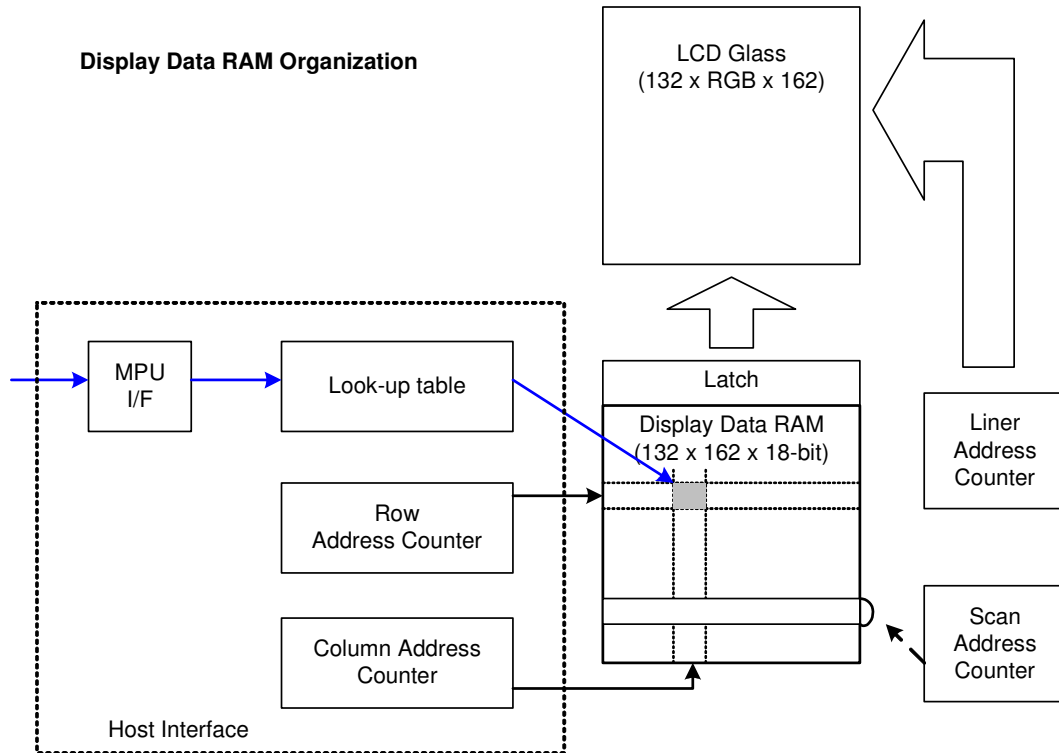 Display Data RAM Organization
LCD Glass
(132 x RGB x 162)
MPU
I/F
Look-up table
Latch
Display Data RAM
(132 x 162 x 18-bit)
Liner
Address
Counter
Row
Address Counter
Column Address
Counter
Scan
Address
Counter
Host Interface